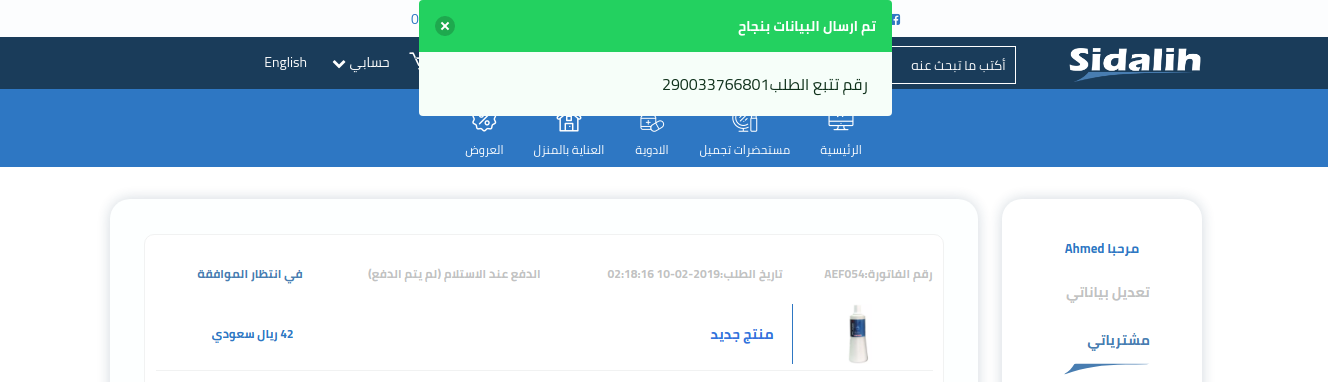 تم ارسال البيانات بنجاح
رقم تتبع الطلب290033766801
Sidalih
أكتب ما تبحث عنه
حسابي
English
الرئيسية
مستحضرات تجميل
الادوية
العناية بالمنزل
العروض
مرحبا Ahmed
تعديل بياناتي
مشترياتي
رقم الفاتورة:AEF054
تاريخ الطلب:2019-02-10 02:18:16
الدفع عند الاستلام (لم يتم الدفع)
في انتظار الموافقة
منتج جديد
42 ريال سعودي